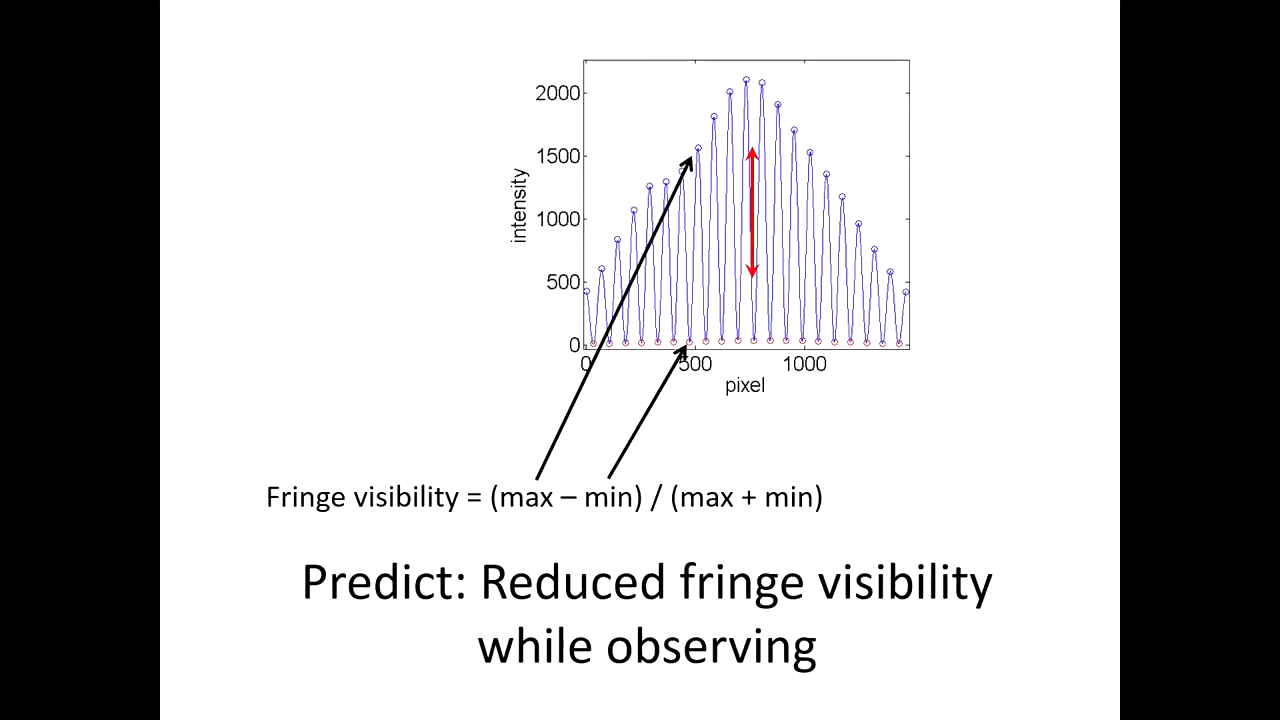 2000
1500
1000
500
0
intensity
0
500
1000
pixel
Fringe visibility = (max – min) / (max + min)
Predict: Reduced fringe visibility
while observing